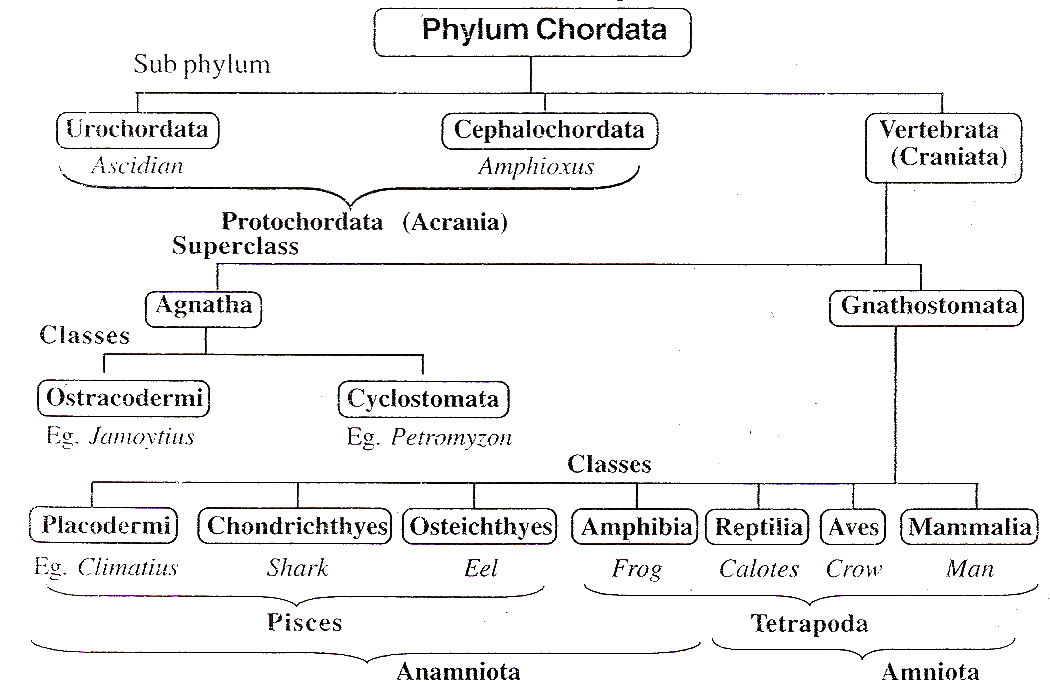 Phylum Chordata
Sub phylum
Urochordata Cephalochordata Vertebrata
(Craniata)
Ascidian Amphioxus
Protochordata (Acrania)
Superclass
Agnatha Gnathostomata
Classes
Ostracodermi Cyclostomata
Eg. Jamoytius Eg. Petromyzon
Classes
Placodermi Chondrichthyes Osteichthyes Amphibia Reptilia Aves Mammalia
Eg. Climatius Shark Eel Frog Calotes Crow Man
Pisces Tetrapoda
Anamniota Amniota